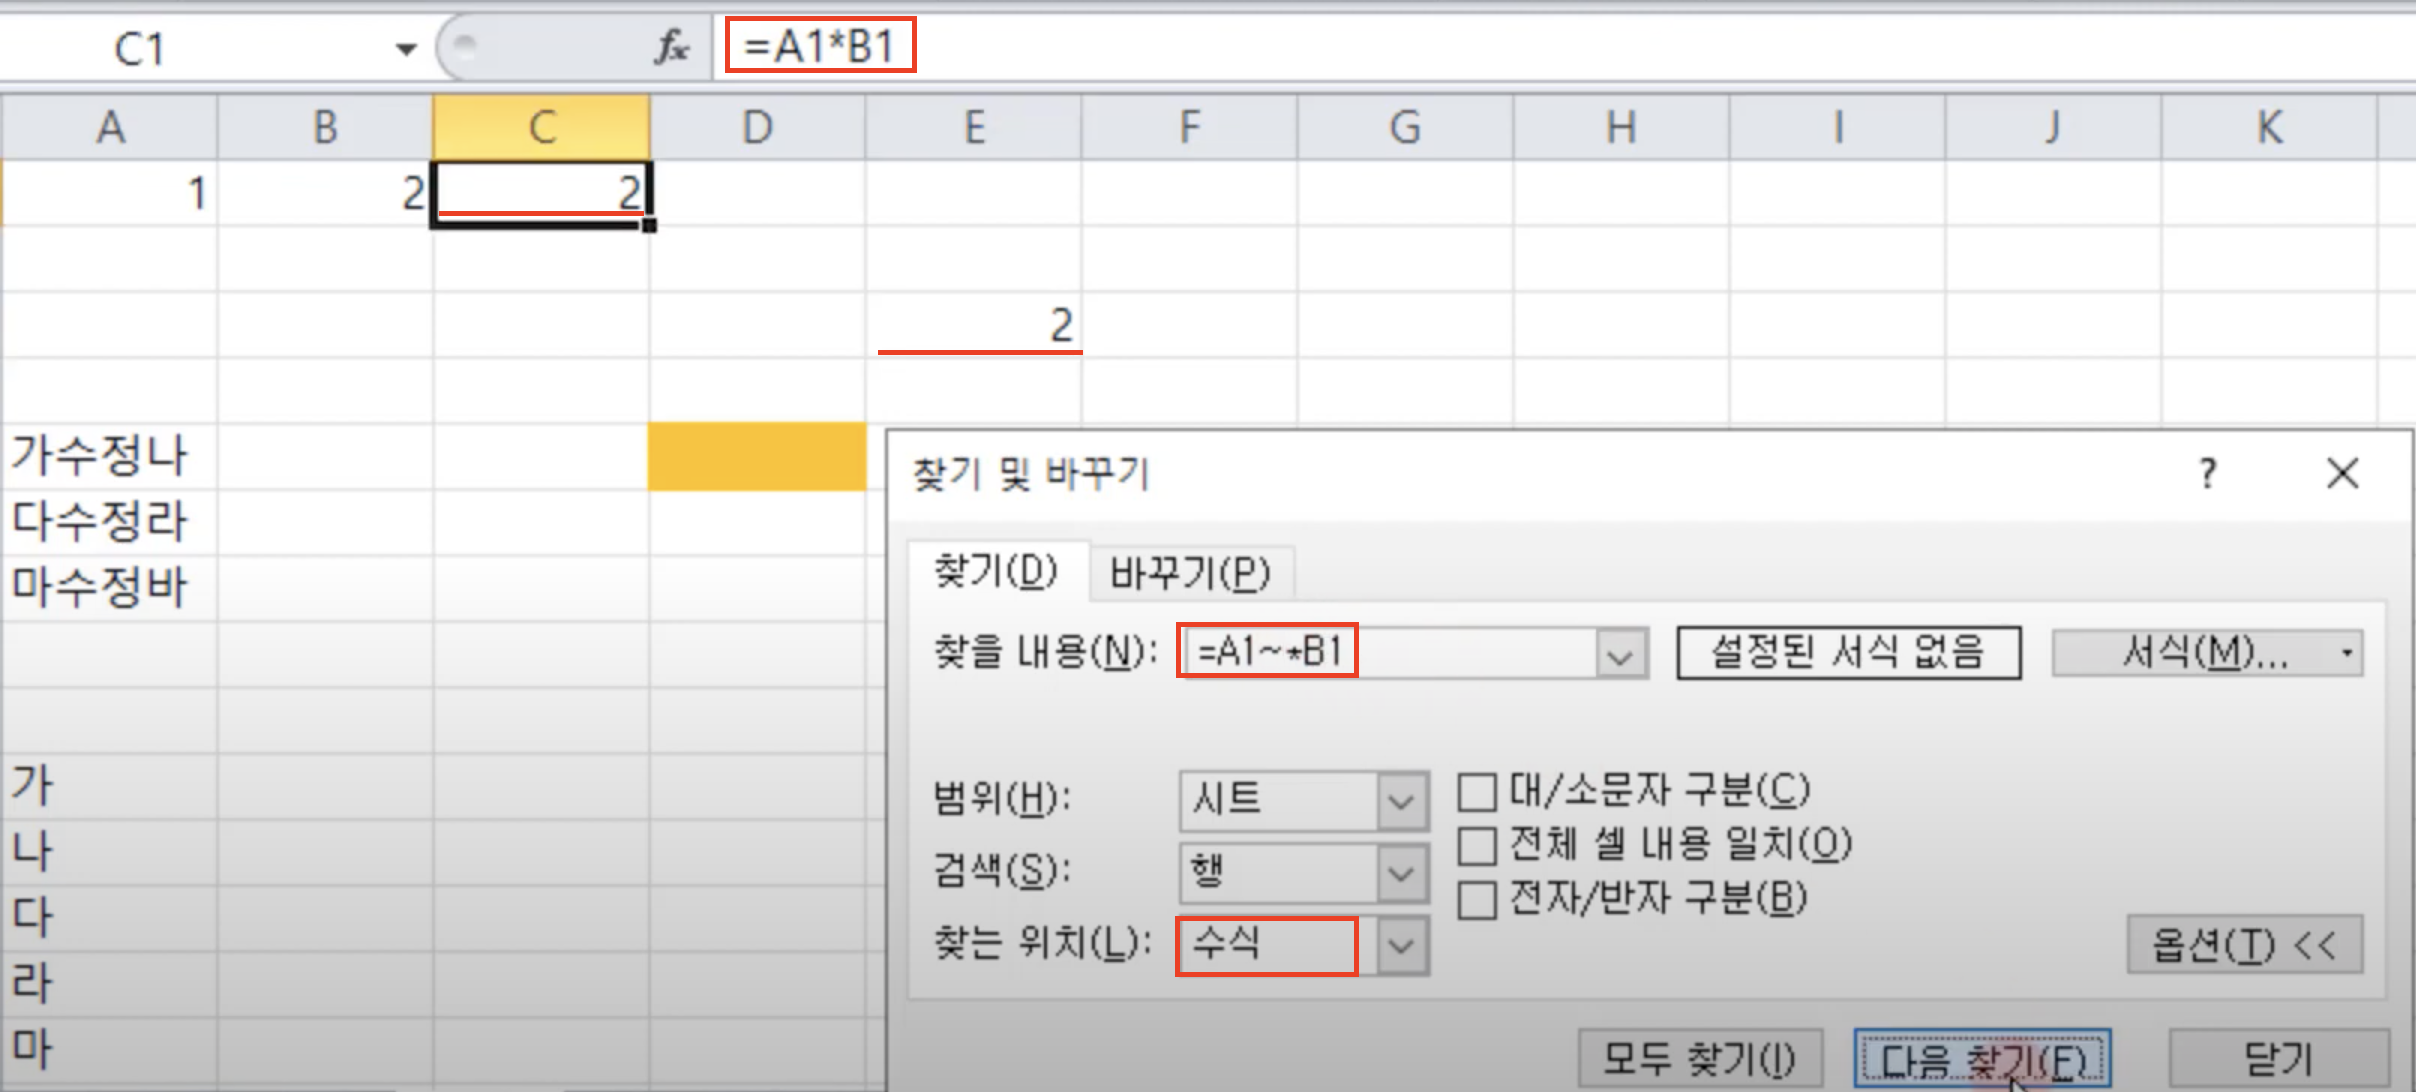 C1 fx =A1*B1
A B C D E F G H I J K
1 2 2
2
가수정나
다수정라
마수정바
가
나
다
라
마
찾기 및 바꾸기 ?
찾기(D) 바꾸기(P)
찾을 내용(N): =A1~*B1 설정된 서식 없음 서식(M)...
범위(H): 시트 대/소문자 구분(C)
전체 셀 내용 일치(O)
검색(S): 행
전자/반자 구분(B)
찾는 위치(L): 수식 옵션(T) <<
모두 찾기(I) 다음 찾기(F) 닫기